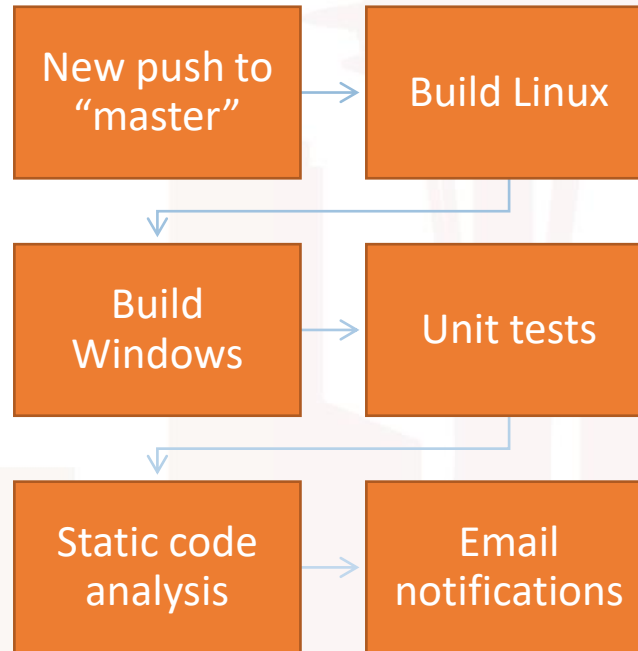 New push to
“master”
Build Linux
Build
Windows
Unit tests
Static code
analysis
Email
notifications